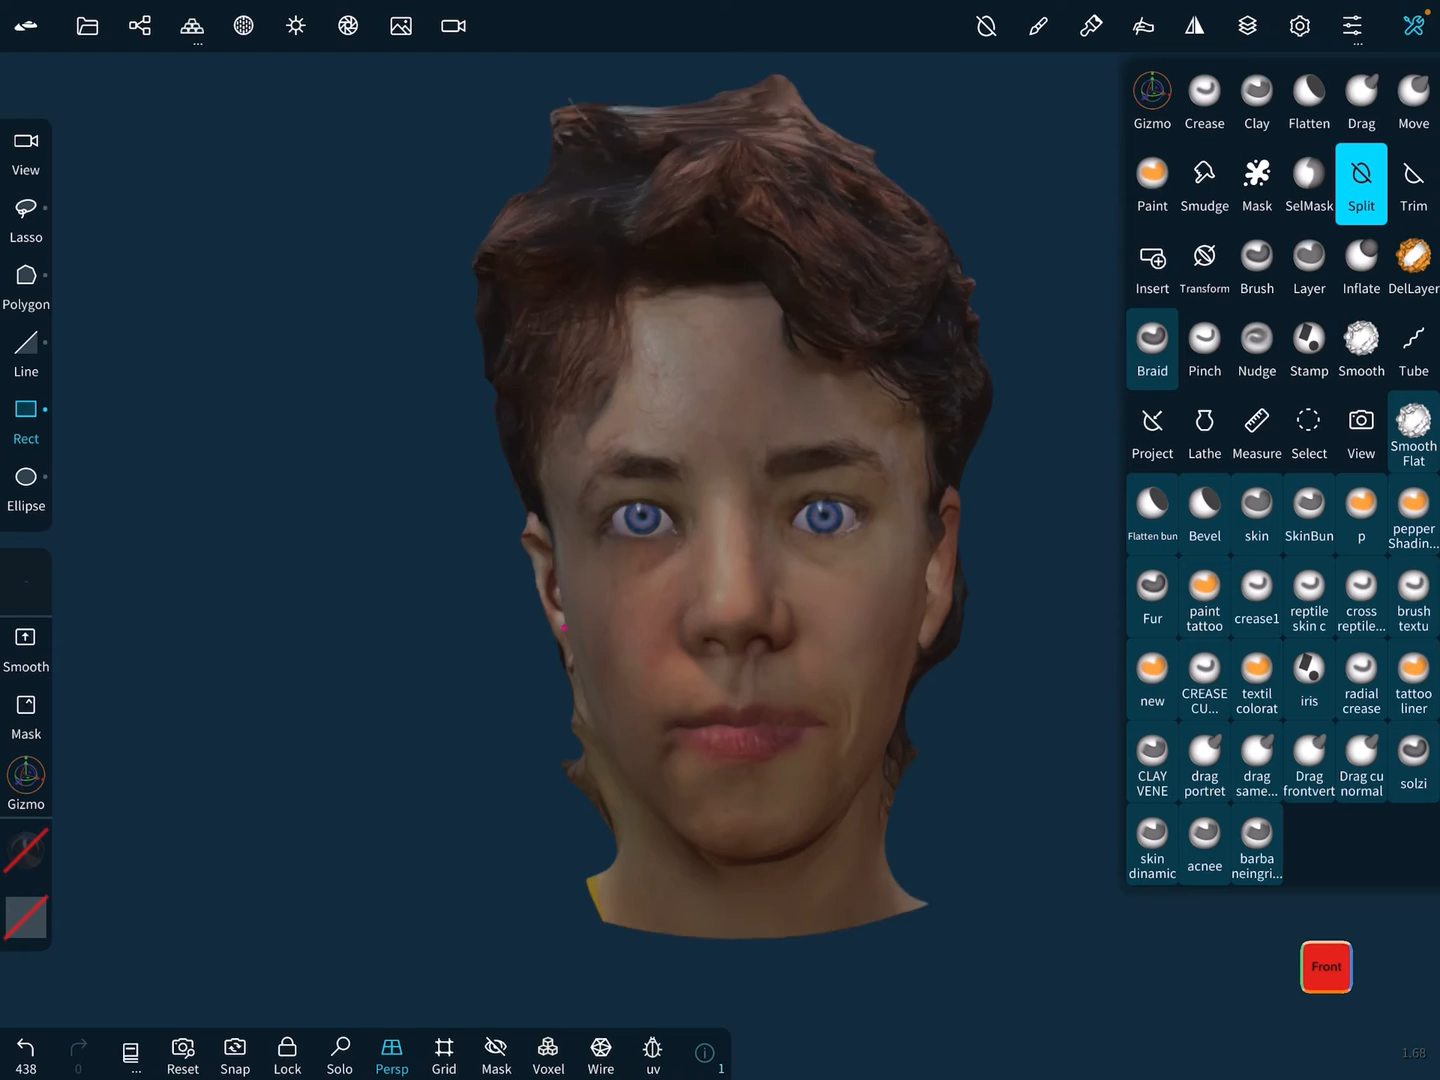 ...
...
View
Lasso
Polygon
Line
Rect
Ellipse
-
Smooth
Mask
Gizmo
Gizmo Crease Clay Flatten Drag Move
Paint Smudge Mask SelMask Split Trim
Insert Transform Brush Layer Inflate DelLayer
Braid Pinch Nudge Stamp Smooth Tube
Project Lathe Measure Select View Smooth
Flat
Flatten bun Bevel skin SkinBun p pepper
Shadin...
Fur paint crease1 reptile cross brush
tattoo skin c reptile... textu
new CREASE textil iris radial tattoo
CU... colorat crease liner
CLAY drag drag Drag Drag cu solzi
VENE portret same... frontvert normal
skin acnee barba
dinamic neingri...
Front
438 0 ... Reset Snap Lock Solo Persp Grid Mask Voxel Wire uv 1
1.68